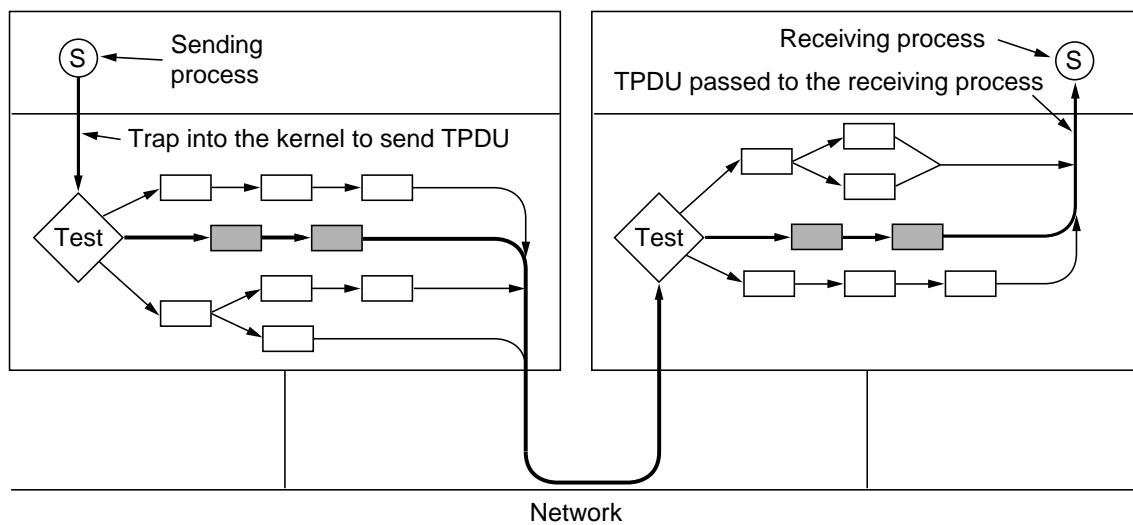 S
Sending
process
Trap into the kernel to send TPDU
Test
Receiving process
S
TPDU passed to the receiving process
Test
Network